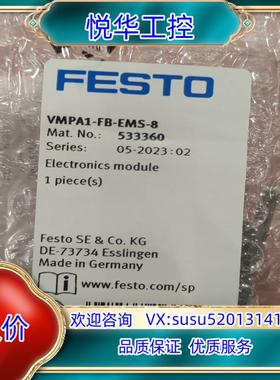 悦华工控
FESTO
VMPA1-FB-EMS-8
Mat. No.: 533360
Series: 05-2023:02
Electronics module
1 piece(s)
Festo SE & Co. KG
DE-73734 Esslingen
Made in Germany
www.festo.com/sp
价
欢迎咨询 VX:susu52013141
品质保证 优质服务